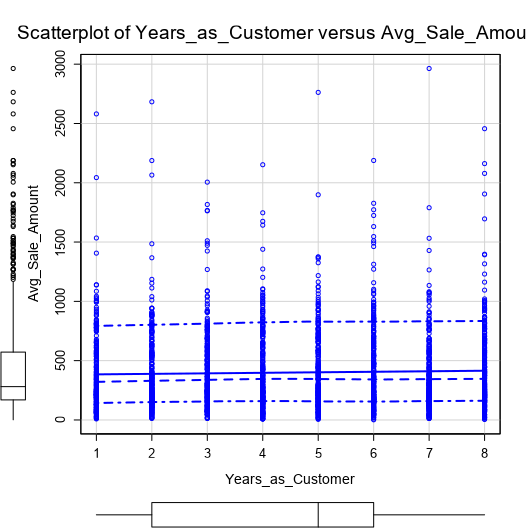 Scatterplot of Years_as_Customer versus Avg_Sale_Amou
3000
2500
2000
1500
1000
500
0
Avg_Sale_Amount
1 2 3 4 5 6 7 8
Years_as_Customer